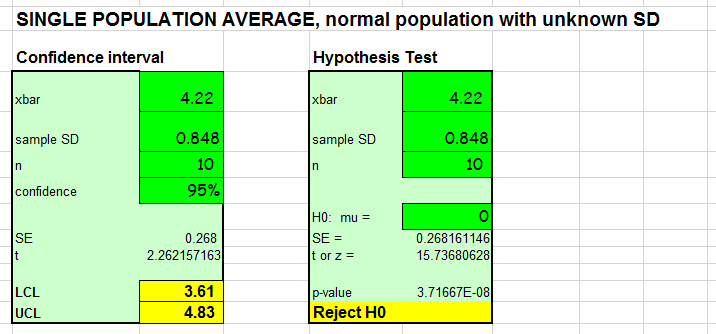 SINGLE POPULATION AVERAGE, normal population with unknown SD
Confidence interval Hypothesis Test
xbar 4.22 xbar 4.22
sample SD 0.848 sample SD 0.848
n 10 n 10
confidence 95%
H0: mu = 0
SE 0.268 SE = 0.268161146
t 2.262157163 t or z = 15.73680628
LCL 3.61 p-value 3.71667E-08
UCL 4.83 Reject H0